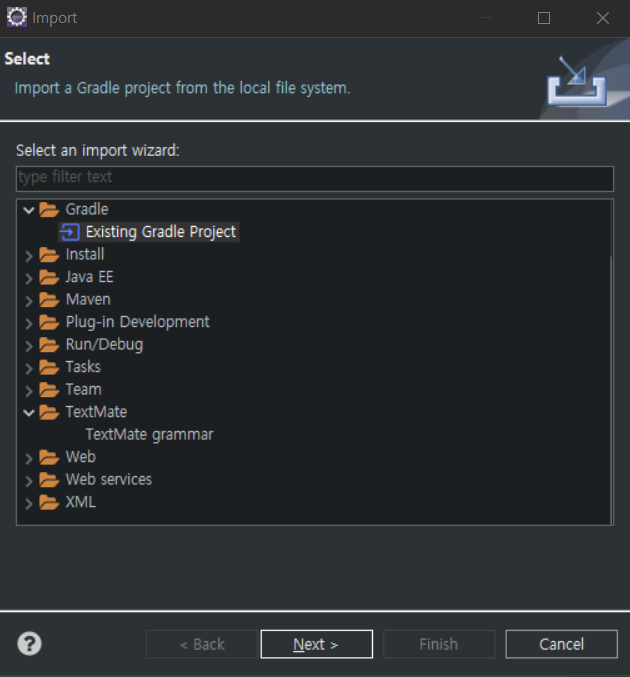 Import
Select
Import a Gradle project from the local file system.
Select an import wizard:
type filter text
Gradle
Existing Gradle Project
Install
Java EE
Maven
Plug-in Development
Run/Debug
Tasks
Team
TextMate
TextMate grammar
Web
Web services
XML
?
< Back
Next >
Finish
Cancel